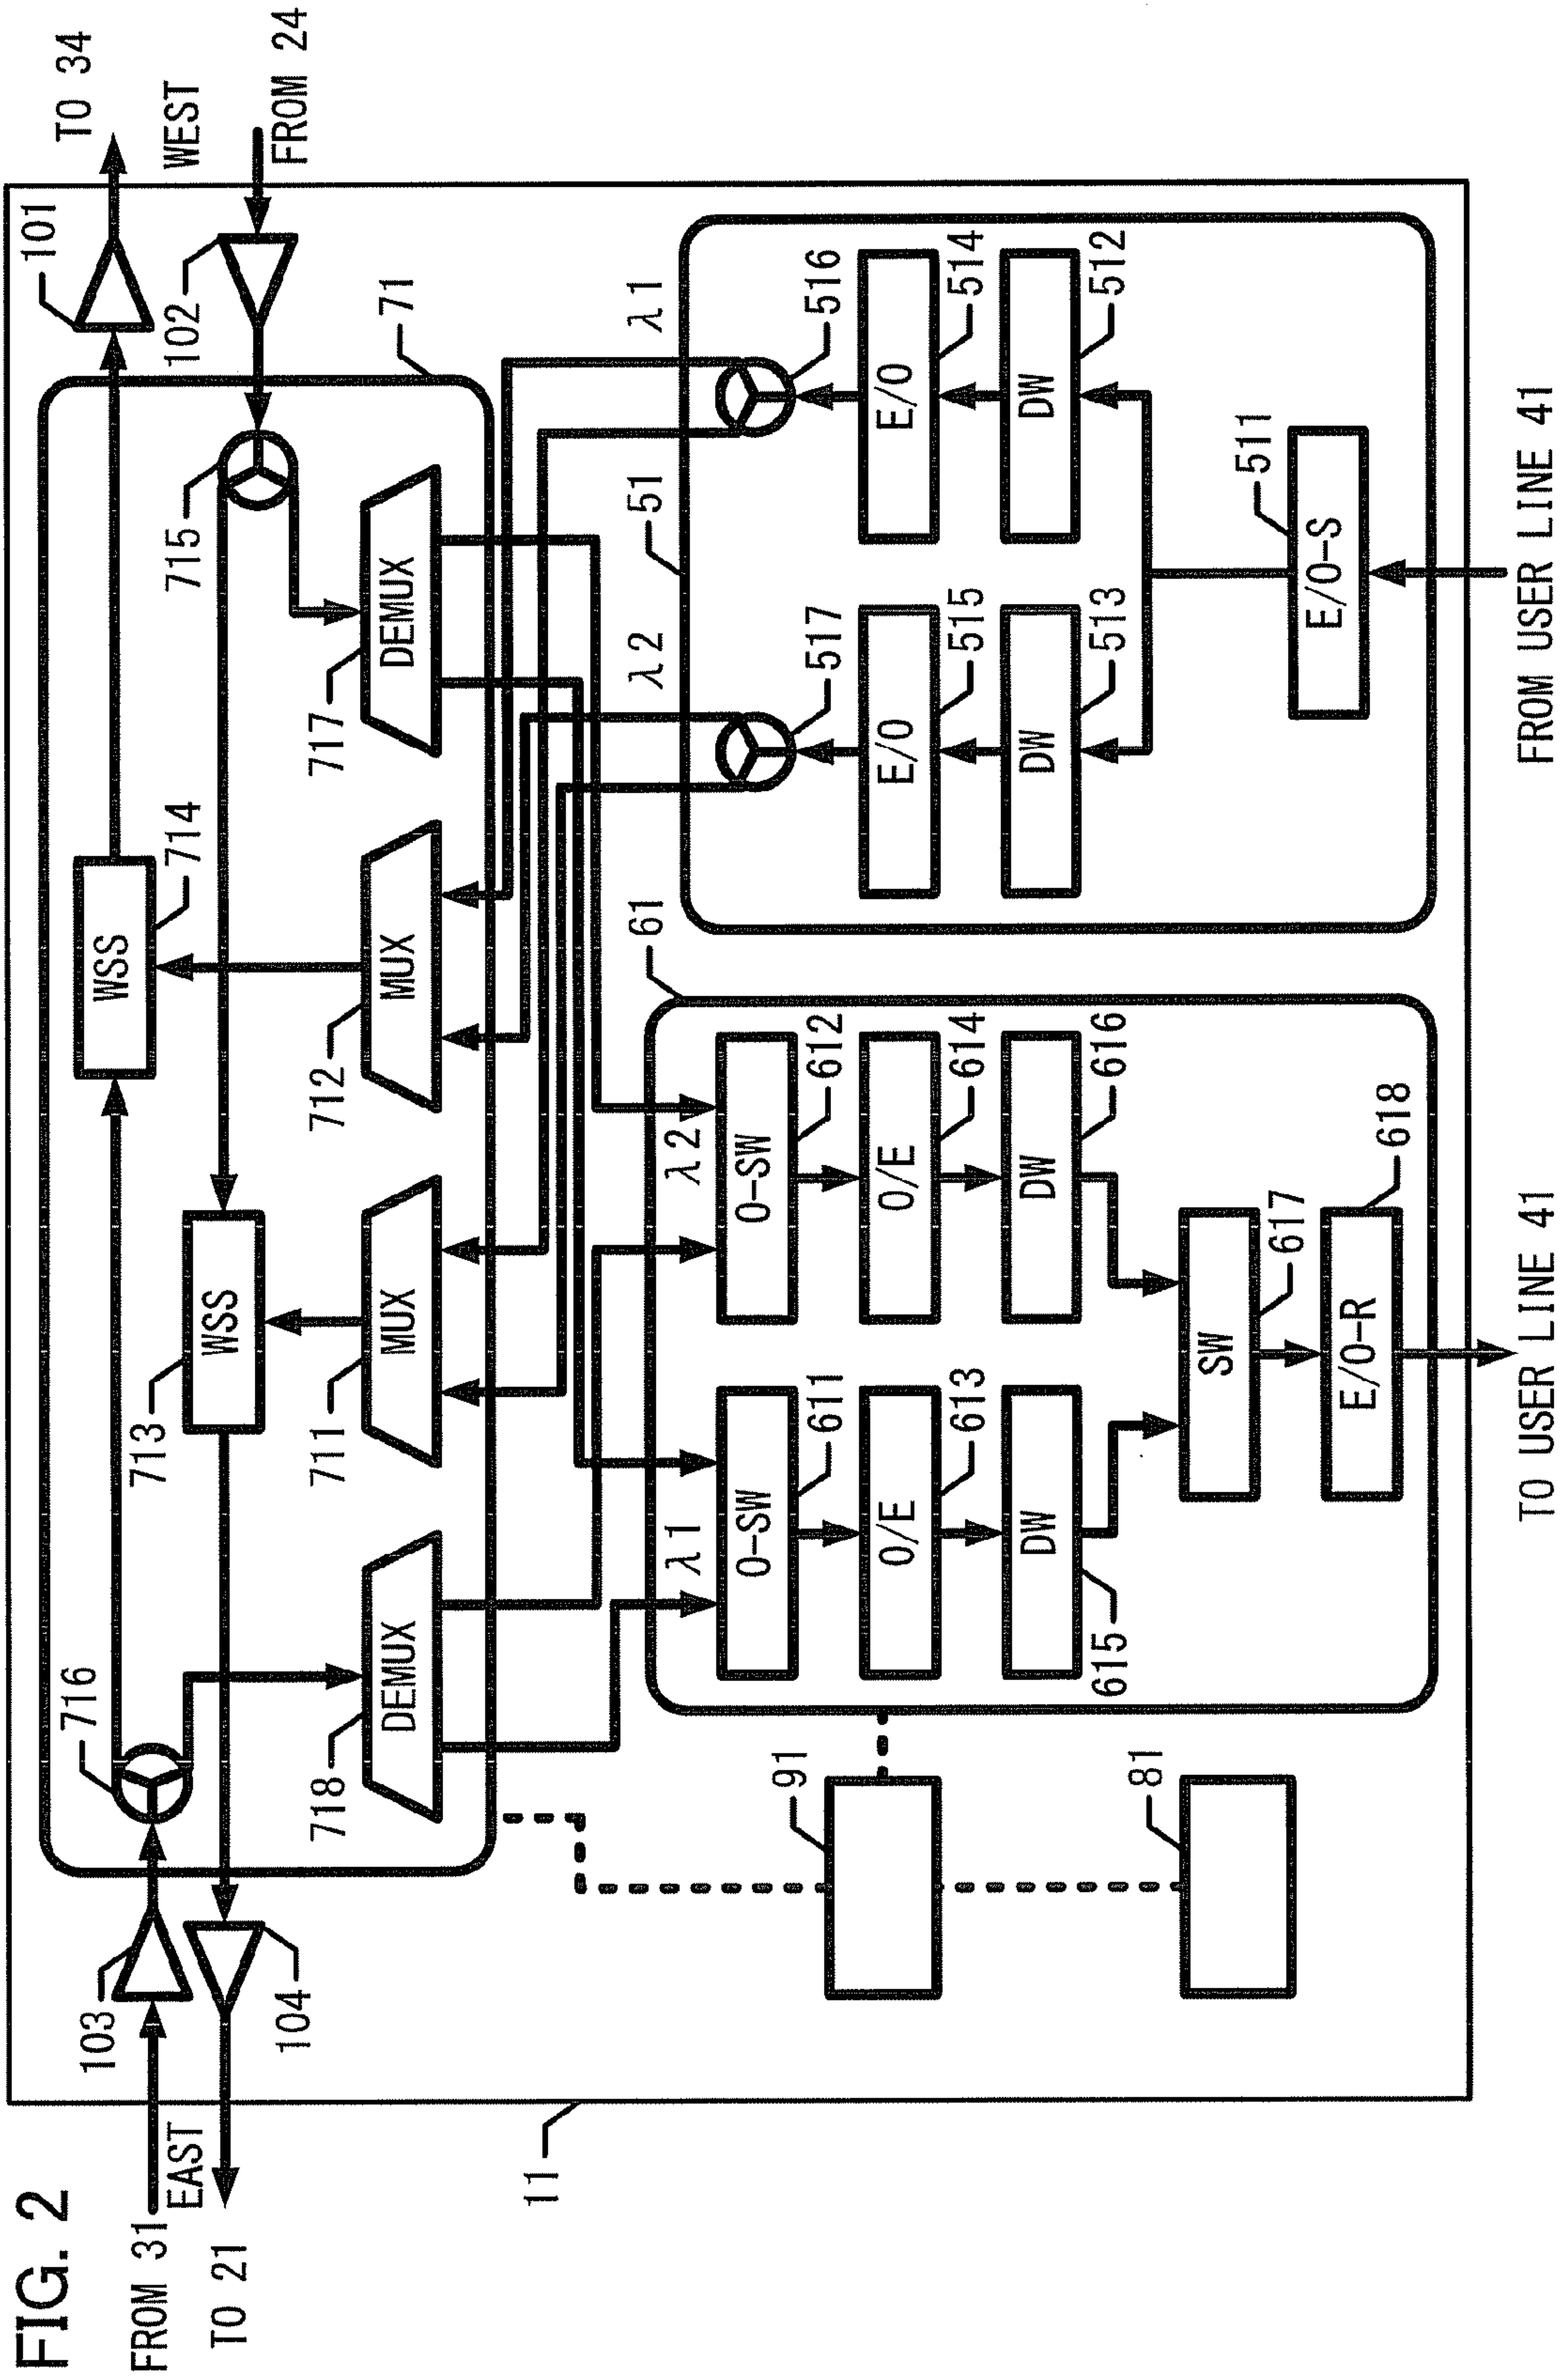 FIG. 2
FROM 31
EAST
TO 21
103
104
716
TO 34
WEST
FROM 24
101
102
71
715
WSS
714
WSS
713
DEMUX
718
MUX
711
MUX
712
DEMUX
717
11
91
81
61
λ1
λ2
O-SW
611
O-SW
612
O/E
613
O/E
614
DW
615
DW
616
SW
617
E/O-R
618
TO USER LINE 41
51
λ2
λ1
517
516
E/O
515
E/O
514
DW
513
DW
512
E/O-S
511
FROM USER LINE 41